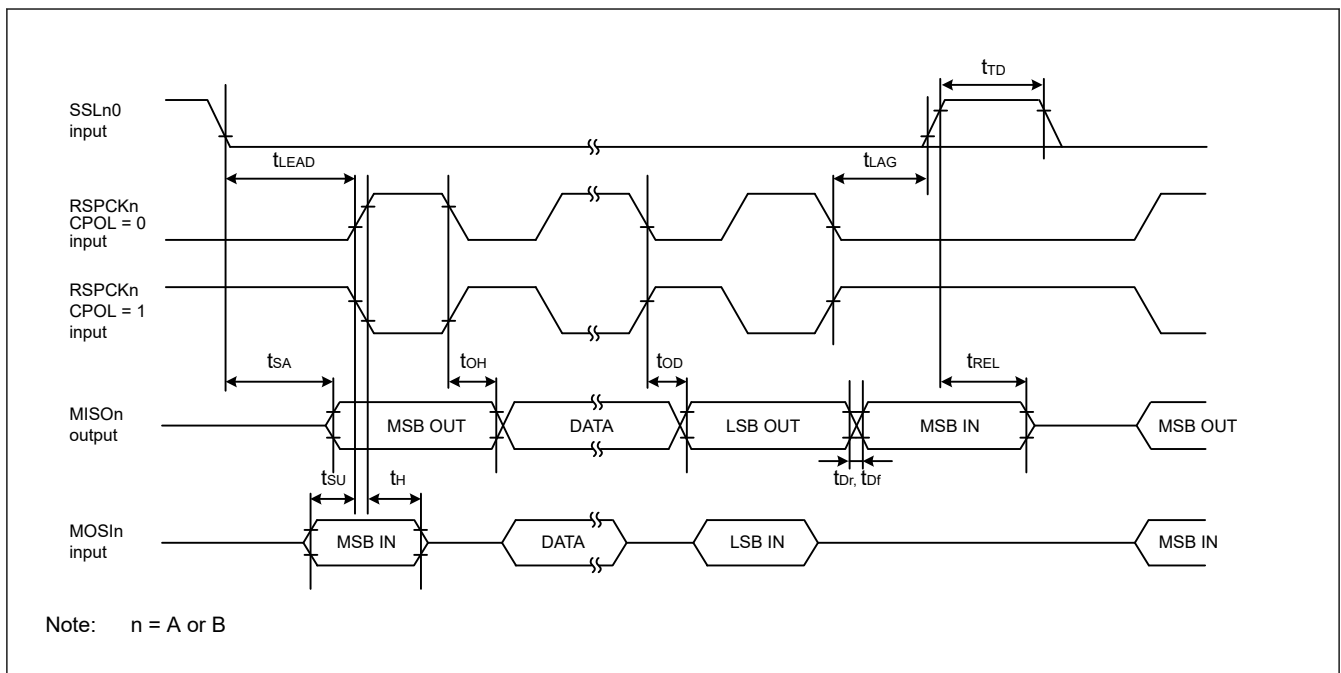 tTD
SSLn0
input
tLEAD
tLAG
RSPCKn
CPOL = 0
input
RSPCKn
CPOL = 1
input
tSA
tOH
tOD
tREL
MISOn
output
MSB OUT
DATA
LSB OUT
MSB IN
MSB OUT
tSU
tH
tDr, tDf
MOSIn
input
MSB IN
DATA
LSB IN
MSB IN
Note: n = A or B